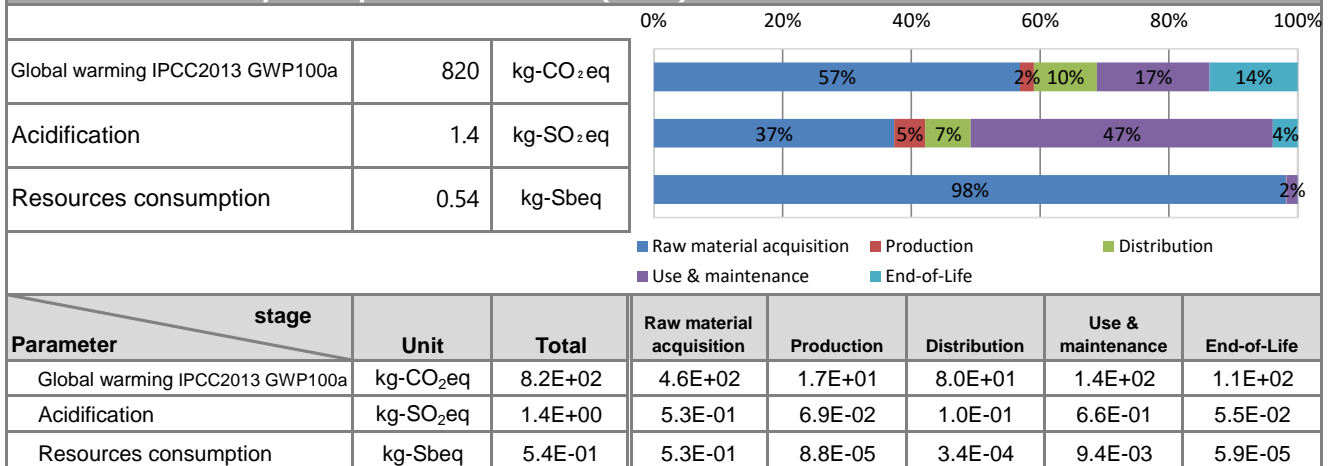 0% 20% 40% 60% 80% 100%
Global warming IPCC2013 GWP100a 820 kg-CO₂eq 57% 2% 10% 17% 14%
Acidification 1.4 kg-SO₂eq 37% 5% 7% 47% 4%
Resources consumption 0.54 kg-Sbeq 98% 2%
Raw material acquisition Production Distribution
Use & maintenance End-of-Life
stage
Parameter Unit Total Raw material acquisition Production Distribution Use & maintenance End-of-Life
Global warming IPCC2013 GWP100a kg-CO₂eq 8.2E+02 4.6E+02 1.7E+01 8.0E+01 1.4E+02 1.1E+02
Acidification kg-SO₂eq 1.4E+00 5.3E-01 6.9E-02 1.0E-01 6.6E-01 5.5E-02
Resources consumption kg-Sbeq 5.4E-01 5.3E-01 8.8E-05 3.4E-04 9.4E-03 5.9E-05